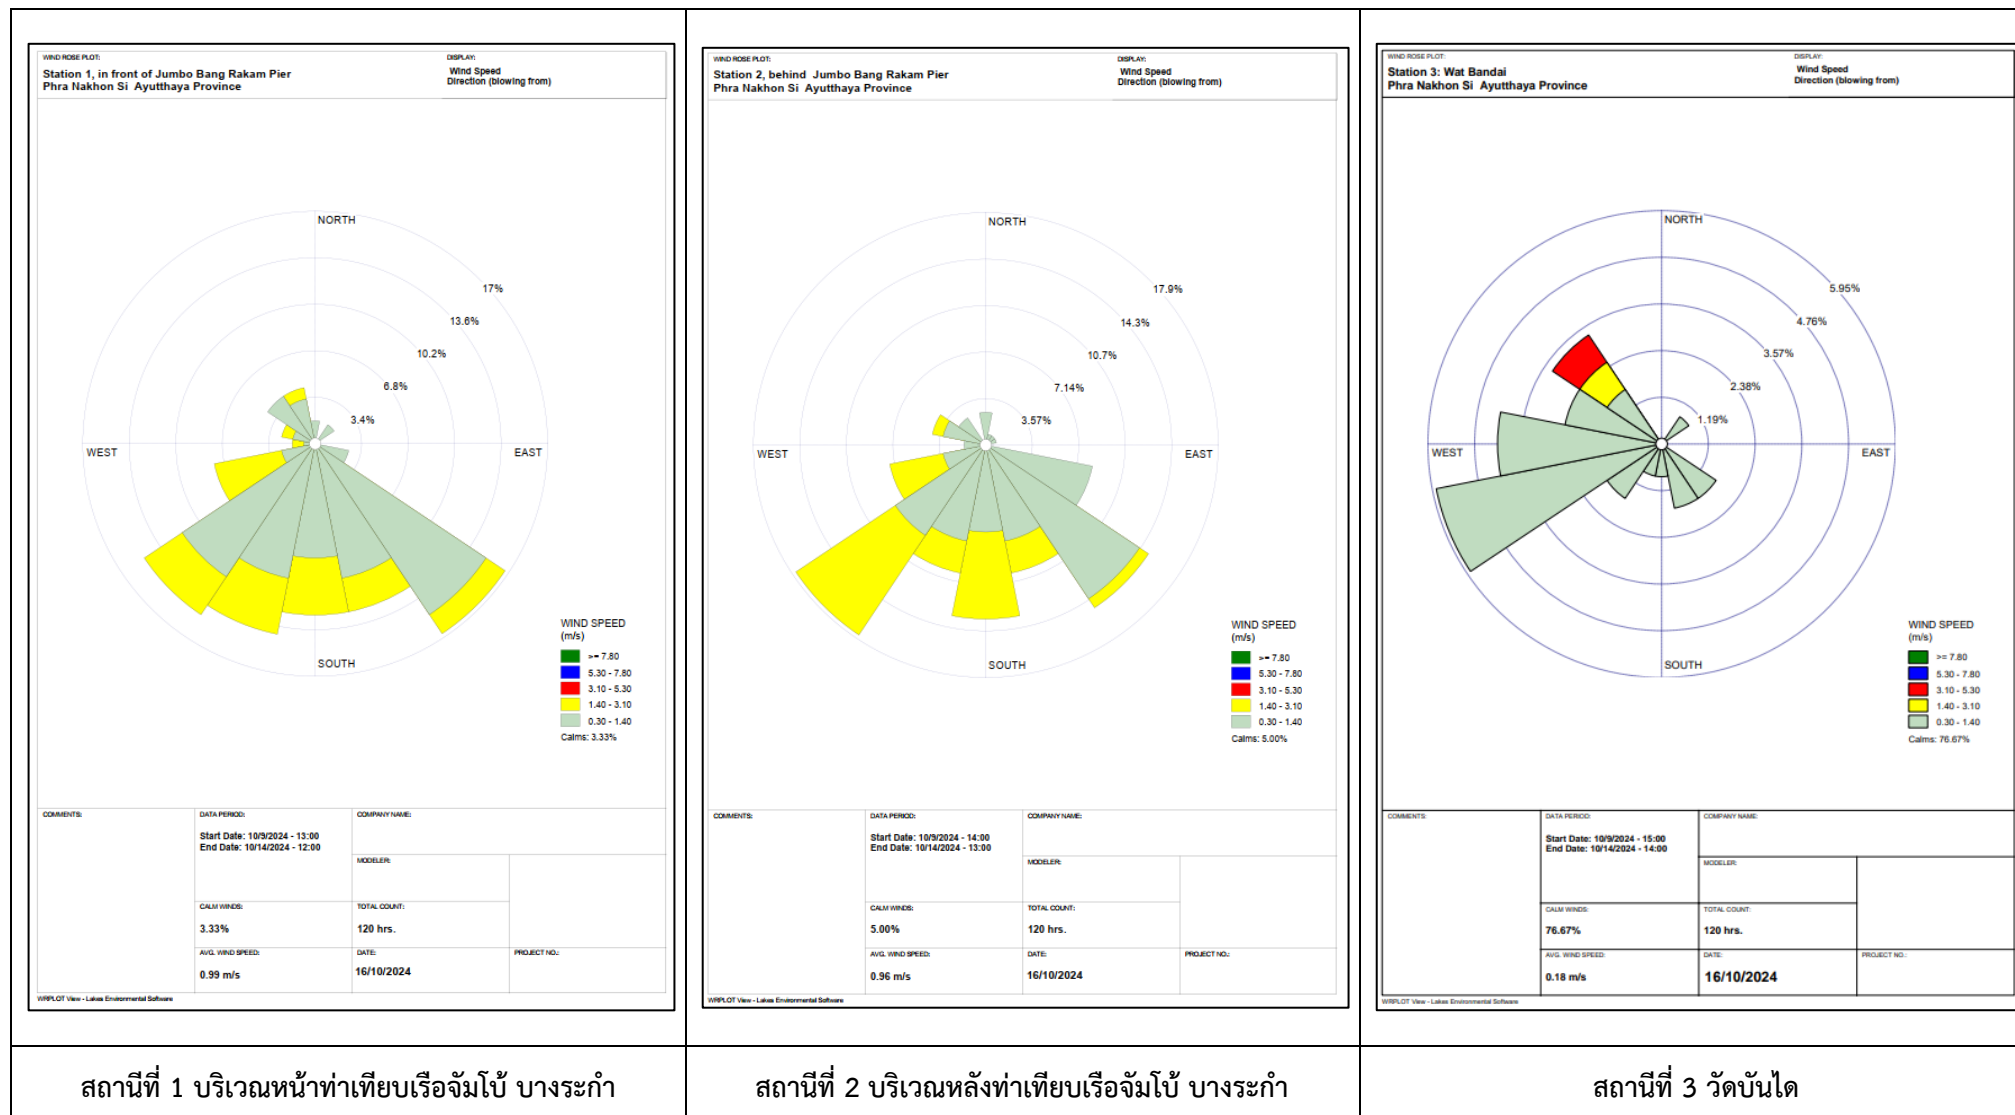 WIND ROSE PLOT:
Station 1, in front of Jumbo Bang Rakam Pier
Phra Nakhon Si  Ayutthaya Province
DISPLAY:
Wind Speed
Direction (blowing from)
NORTH
17%
13.6%
10.2%
6.8%
3.4%
WEST
EAST
SOUTH
WIND SPEED
(m/s)
>= 7.80
5.30 - 7.80
3.10 - 5.30
1.40 - 3.10
0.30 - 1.40
Calms: 3.33%
COMMENTS:
DATA PERIOD:
Start Date: 10/9/2024 - 13:00
End Date: 10/14/2024 - 12:00
COMPANY NAME:
MODELER:
CALM WINDS:
3.33%
TOTAL COUNT:
120 hrs.
AVG. WIND SPEED:
0.99 m/s
DATE:
16/10/2024
PROJECT NO.:
WRPLOT View - Lakes Environmental Software
สถานีที่ 1 บริเวณหน้าท่าเทียบเรือจัมโบ้ บางระกำ
WIND ROSE PLOT:
Station 2, behind  Jumbo Bang Rakam Pier
Phra Nakhon Si  Ayutthaya Province
DISPLAY:
Wind Speed
Direction (blowing from)
NORTH
17.9%
14.3%
10.7%
7.14%
3.57%
WEST
EAST
SOUTH
WIND SPEED
(m/s)
>= 7.80
5.30 - 7.80
3.10 - 5.30
1.40 - 3.10
0.30 - 1.40
Calms: 5.00%
COMMENTS:
DATA PERIOD:
Start Date: 10/9/2024 - 14:00
End Date: 10/14/2024 - 13:00
COMPANY NAME:
MODELER:
CALM WINDS:
5.00%
TOTAL COUNT:
120 hrs.
AVG. WIND SPEED:
0.96 m/s
DATE:
16/10/2024
PROJECT NO.:
WRPLOT View - Lakes Environmental Software
สถานีที่ 2 บริเวณหลังท่าเทียบเรือจัมโบ้ บางระกำ
WIND ROSE PLOT:
Station 3: Wat Bandai
Phra Nakhon Si  Ayutthaya Province
DISPLAY:
Wind Speed
Direction (blowing from)
NORTH
5.95%
4.76%
3.57%
2.38%
1.19%
WEST
EAST
SOUTH
WIND SPEED
(m/s)
>= 7.80
5.30 - 7.80
3.10 - 5.30
1.40 - 3.10
0.30 - 1.40
Calms: 76.67%
COMMENTS:
DATA PERIOD:
Start Date: 10/9/2024 - 15:00
End Date: 10/14/2024 - 14:00
COMPANY NAME:
MODELER:
CALM WINDS:
76.67%
TOTAL COUNT:
120 hrs.
AVG. WIND SPEED:
0.18 m/s
DATE:
16/10/2024
PROJECT NO.:
WRPLOT View - Lakes Environmental Software
สถานีที่ 3 วัดบันได